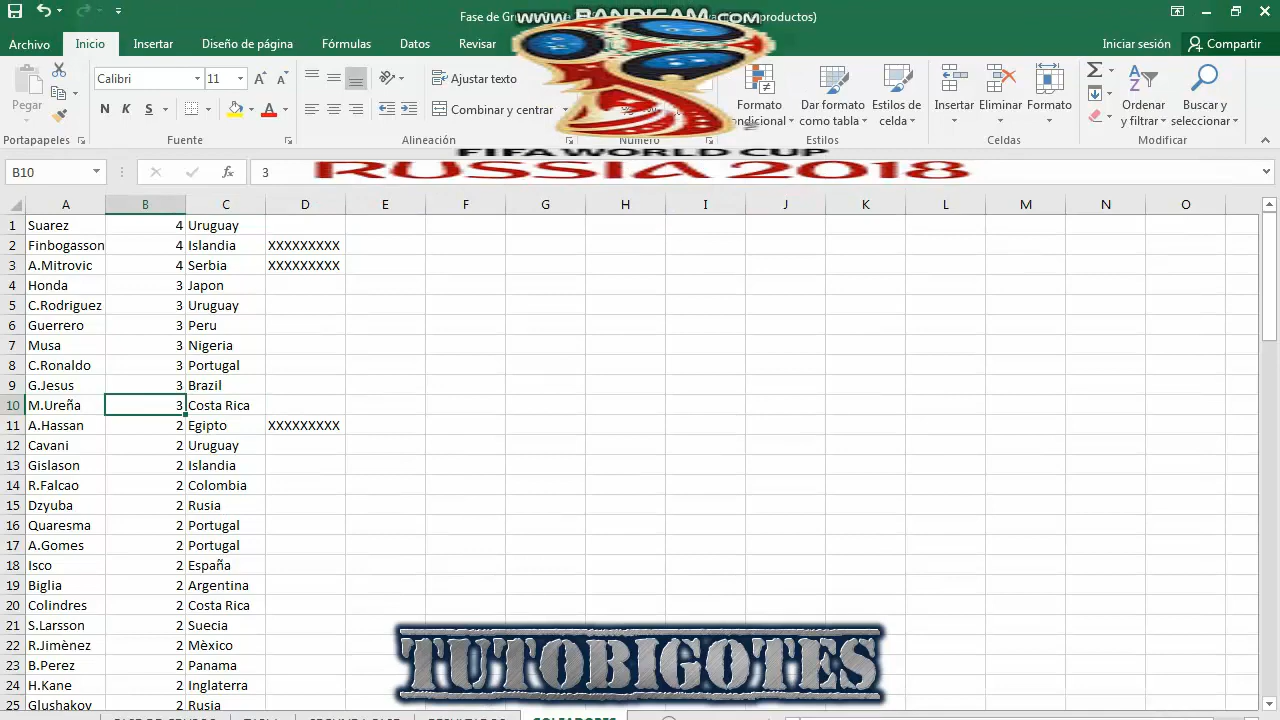 Fase de Gru
productos)
WWW.BANDICAM.COM
Archivo Inicio Insertar Diseño de página Fórmulas Datos Revisar Iniciar sesión Compartir
Pegar Calibri 11 Ajustar texto Combinar y centrar
N K S
Formato condicional Dar formato como tabla Estilos de celda Insertar Eliminar Formato Ordenar y filtrar Buscar y seleccionar
Portapapeles Fuente Alineación Número Estilos Celdas Modificar
FIFA WORLD CUP
RUSSIA 2018
B10 fx 3
A B C D E F G H I J K L M N O
1 Suarez 4 Uruguay
2 Finbogasson 4 Islandia XXXXXXXXX
3 A.Mitrovic 4 Serbia XXXXXXXXX
4 Honda 3 Japon
5 C.Rodriguez 3 Uruguay
6 Guerrero 3 Peru
7 Musa 3 Nigeria
8 C.Ronaldo 3 Portugal
9 G.Jesus 3 Brazil
10 M.Ureña 3 Costa Rica
11 A.Hassan 2 Egipto XXXXXXXXX
12 Cavani 2 Uruguay
13 Gislason 2 Islandia
14 R.Falcao 2 Colombia
15 Dzyuba 2 Rusia
16 Quaresma 2 Portugal
17 A.Gomes 2 Portugal
18 Isco 2 España
19 Biglia 2 Argentina
20 Colindres 2 Costa Rica
21 S.Larsson 2 Suecia
22 R.Jimènez 2 Mèxico
23 B.Perez 2 Panama
24 H.Kane 2 Inglaterra
25 Glushakov 2 Rusia
TUTOBIGOTES
GOLEADORES